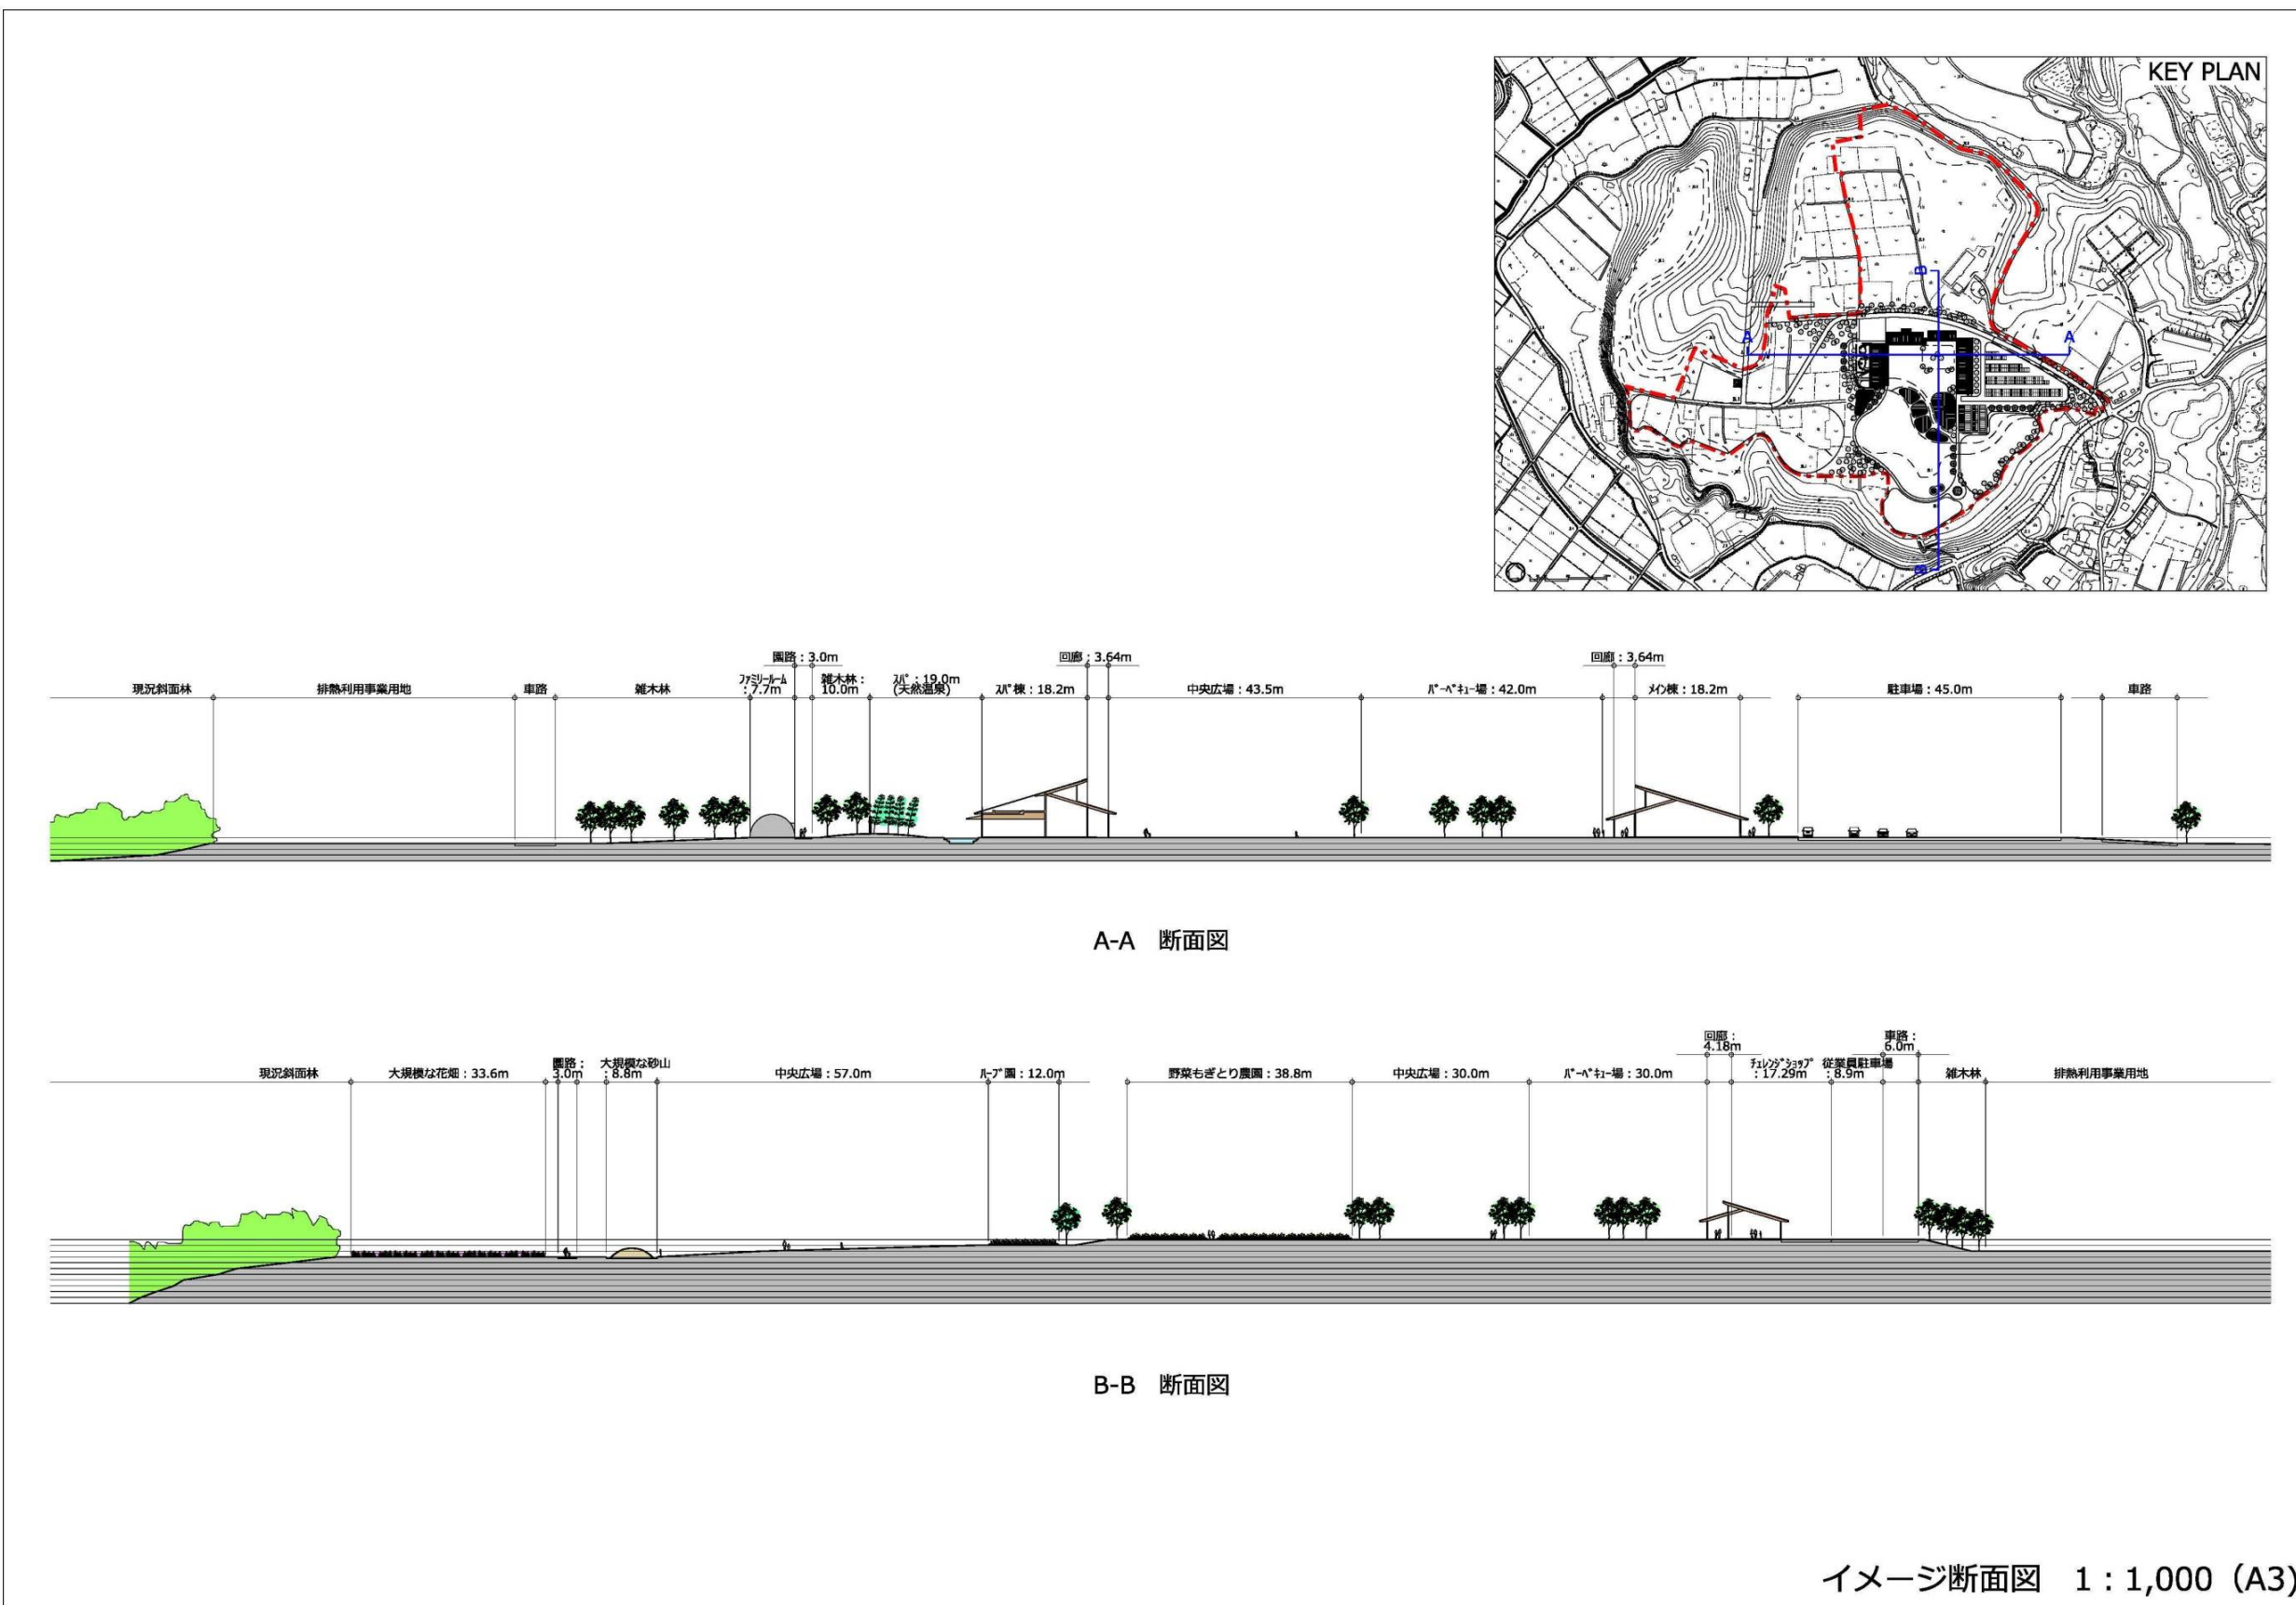 KEY PLAN
B
A
A
B
園路：3.0m
回廊：3.64m
回廊：3.64m
現況斜面林
排熱利用事業用地
車路
雑木林
ﾌｧﾐﾘｰﾙｰﾑ
：7.7m
雑木林：
10.0m
ｽﾊﾟ：19.0m
(天然温泉)
ｽﾊﾟ棟：18.2m
中央広場：43.5m
ﾊﾞｰﾍﾞｷｭｰ場：42.0m
ﾒｲﾝ棟：18.2m
駐車場：45.0m
車路
A-A　断面図
回廊：
4.18m
車路：
6.0m
現況斜面林
大規模な花畑：33.6m
園路：
3.0m
大規模な砂山
：8.8m
中央広場：57.0m
ﾊｰﾌﾞ園：12.0m
野菜もぎとり農園：38.8m
中央広場：30.0m
ﾊﾞｰﾍﾞｷｭｰ場：30.0m
ﾁｪﾚﾝｼﾞｼｮｯﾌﾟ
：17.29m
従業員駐車場
：8.9m
雑木林
排熱利用事業用地
B-B　断面図
イメージ断面図　1：1,000（A3)